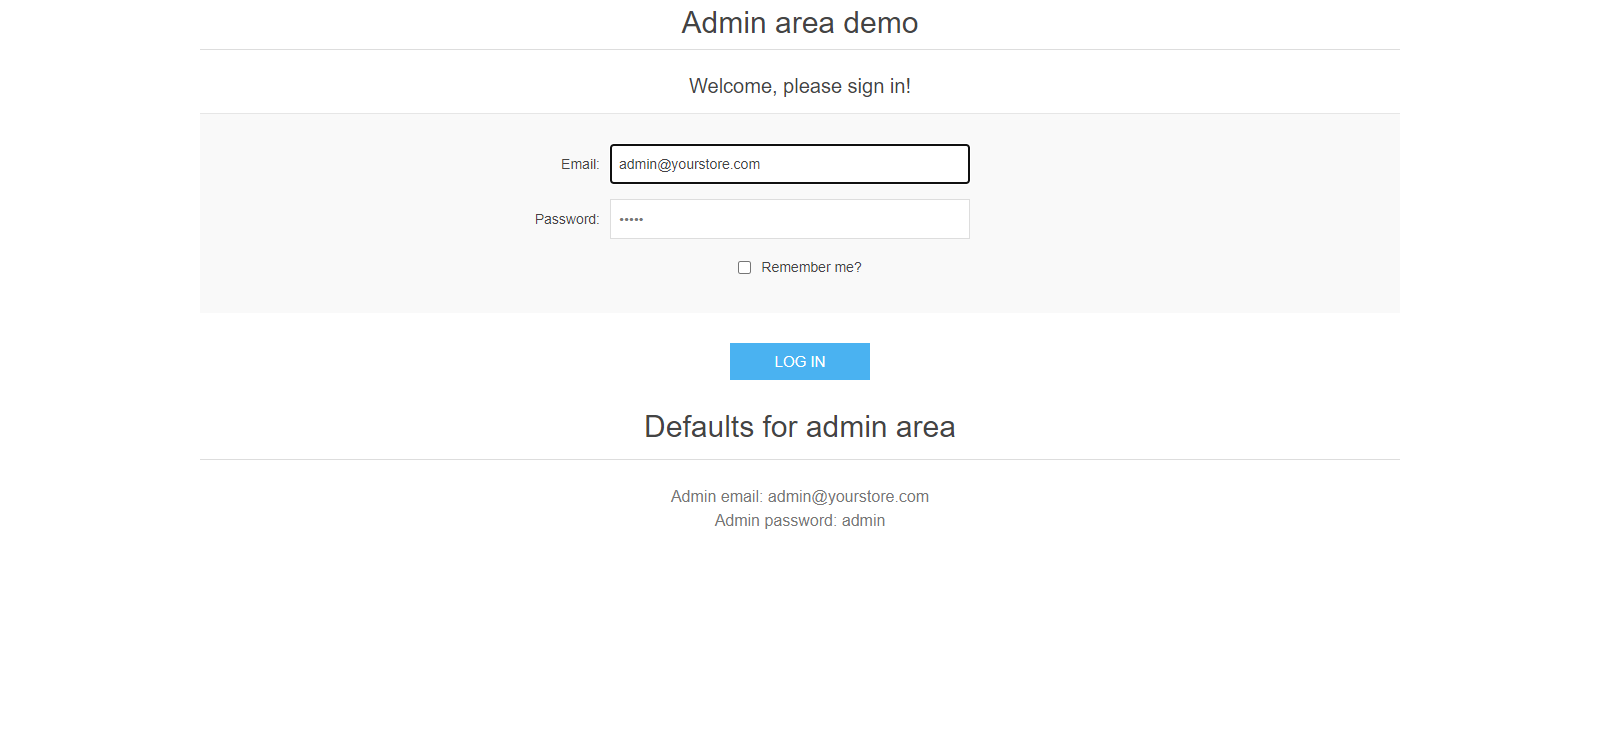 Admin area demo
Welcome, please sign in!
Email: admin@yourstore.com
Password: •••••
Remember me?
LOG IN
Defaults for admin area
Admin email: admin@yourstore.com
Admin password: admin